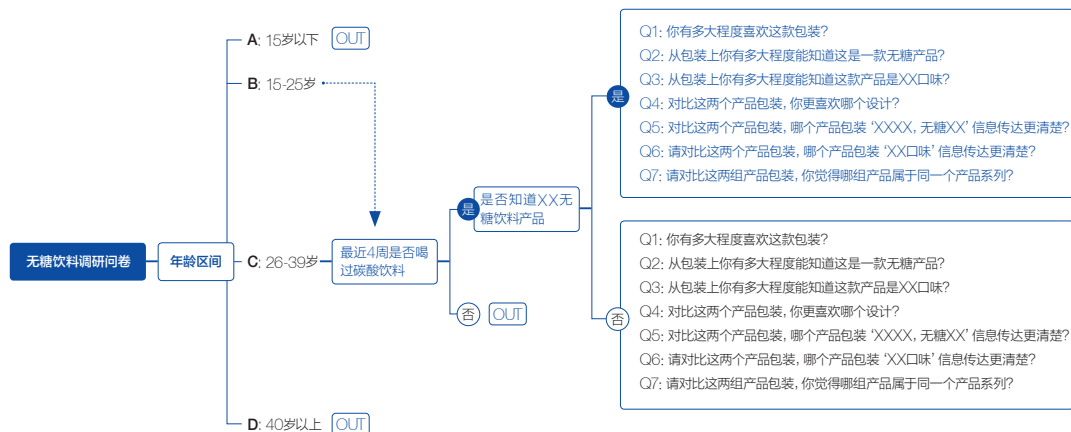 无糖饮料调研问卷
年龄区间
A: 15岁以下
OUT
B: 15-25岁
C: 26-39岁
D: 40岁以上
OUT
最近4周是否喝
过碳酸饮料
是
否
OUT
是否知道XX无
糖饮料产品
是
Q1: 你有多大程度喜欢这款包装?
Q2: 从包装上你有多大程度能知道这是一款无糖产品?
Q3: 从包装上你有多大程度能知道这款产品是XX口味?
Q4: 对比这两个产品包装, 你更喜欢哪个设计?
Q5: 对比这两个产品包装, 哪个产品包装 ‘XXXX, 无糖XX’ 信息传达更清楚?
Q6: 请对比这两个产品包装, 哪个产品包装 ‘XX口味’ 信息传达更清楚?
Q7: 请对比这两组产品包装, 你觉得哪组产品属于同一个产品系列?
否
Q1: 你有多大程度喜欢这款包装?
Q2: 从包装上你有多大程度能知道这是一款无糖产品?
Q3: 从包装上你有多大程度能知道这款产品是XX口味?
Q4: 对比这两个产品包装, 你更喜欢哪个设计?
Q5: 对比这两个产品包装, 哪个产品包装 ‘XXXX, 无糖XX’ 信息传达更清楚?
Q6: 请对比这两个产品包装, 哪个产品包装 ‘XX口味’ 信息传达更清楚?
Q7: 请对比这两组产品包装, 你觉得哪组产品属于同一个产品系列?